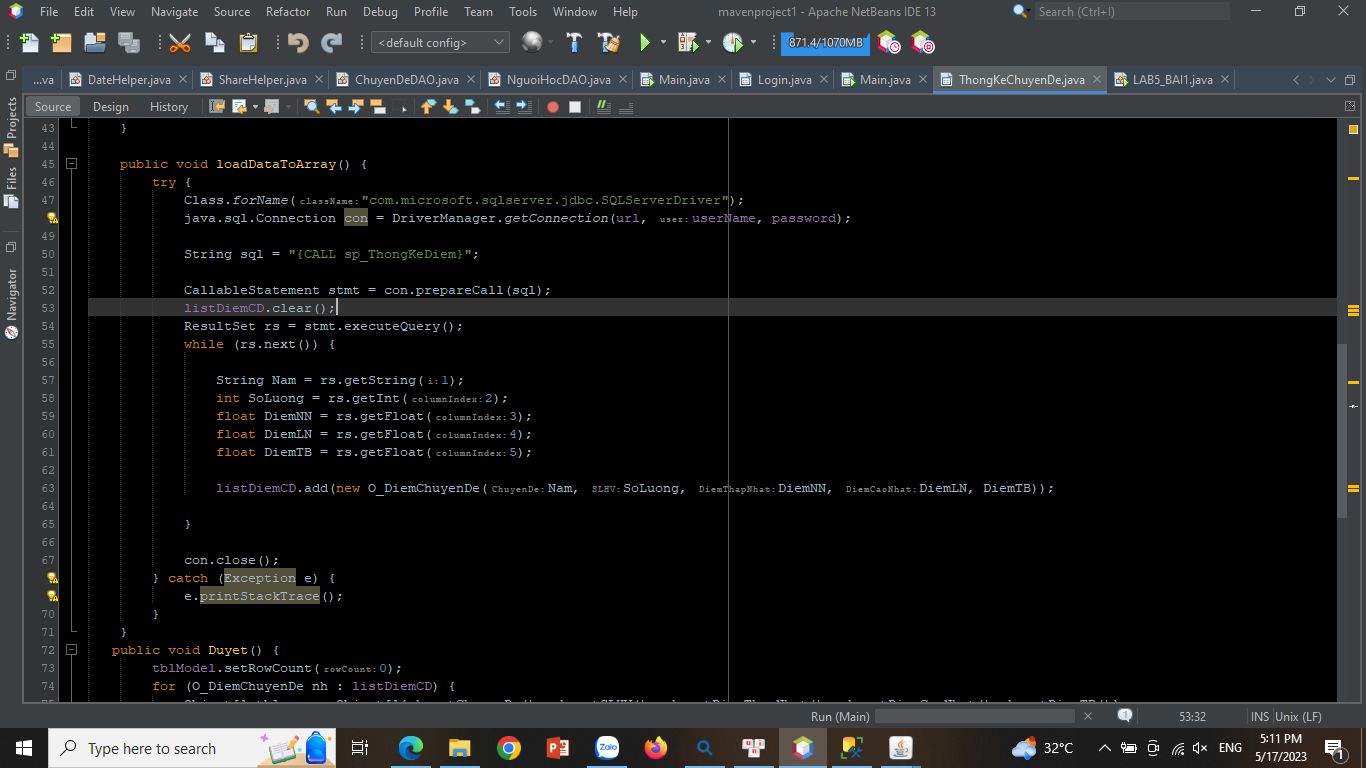 File Edit View Navigate Source Refactor Run Debug Profile Team Tools Window Help mavenproject1 - Apache NetBeans IDE 13 Search (Ctrl+I)
<default config> 871.4/1070MB
...va DateHelper.java ShareHelper.java ChuyenDeDAO.java NguoiHocDAO.java Main.java Login.java Main.java ThongKeChuyenDe.java LAB5_BAI1.java
Source Design History
Projects
Files
Navigator
43 }
44
45 public void loadDataToArray() {
46 try {
47 Class.forName( className: "com.microsoft.sqlserver.jdbc.SQLServerDriver");
java.sql.Connection con = DriverManager.getConnection(url, user: userName, password);
49
50 String sql = "{CALL sp_ThongKeDiem}";
51
52 CallableStatement stmt = con.prepareCall(sql);
53 listDiemCD.clear();
54 ResultSet rs = stmt.executeQuery();
55 while (rs.next()) {
56
57 String Nam = rs.getString( i: 1);
58 int SoLuong = rs.getInt( columnIndex: 2);
59 float DiemNN = rs.getFloat( columnIndex: 3);
60 float DiemLN = rs.getFloat( columnIndex: 4);
61 float DiemTB = rs.getFloat( columnIndex: 5);
62
63 listDiemCD.add(new O_DiemChuyenDe( ChuyenDe: Nam, SLHV: SoLuong, DiemThapNhat: DiemNN, DiemCaoNhat: DiemLN, DiemTB));
64
65 }
66
67 con.close();
} catch (Exception e) {
e.printStackTrace();
70 }
71 }
72 public void Duyet() {
73 tblModel.setRowCount( rowCount: 0);
74 for (O_DiemChuyenDe nh : listDiemCD) {
Run (Main) 1 53:32 INS Unix (LF)
Type here to search Zalo 32°C ENG 5:11 PM
5/17/2023 1